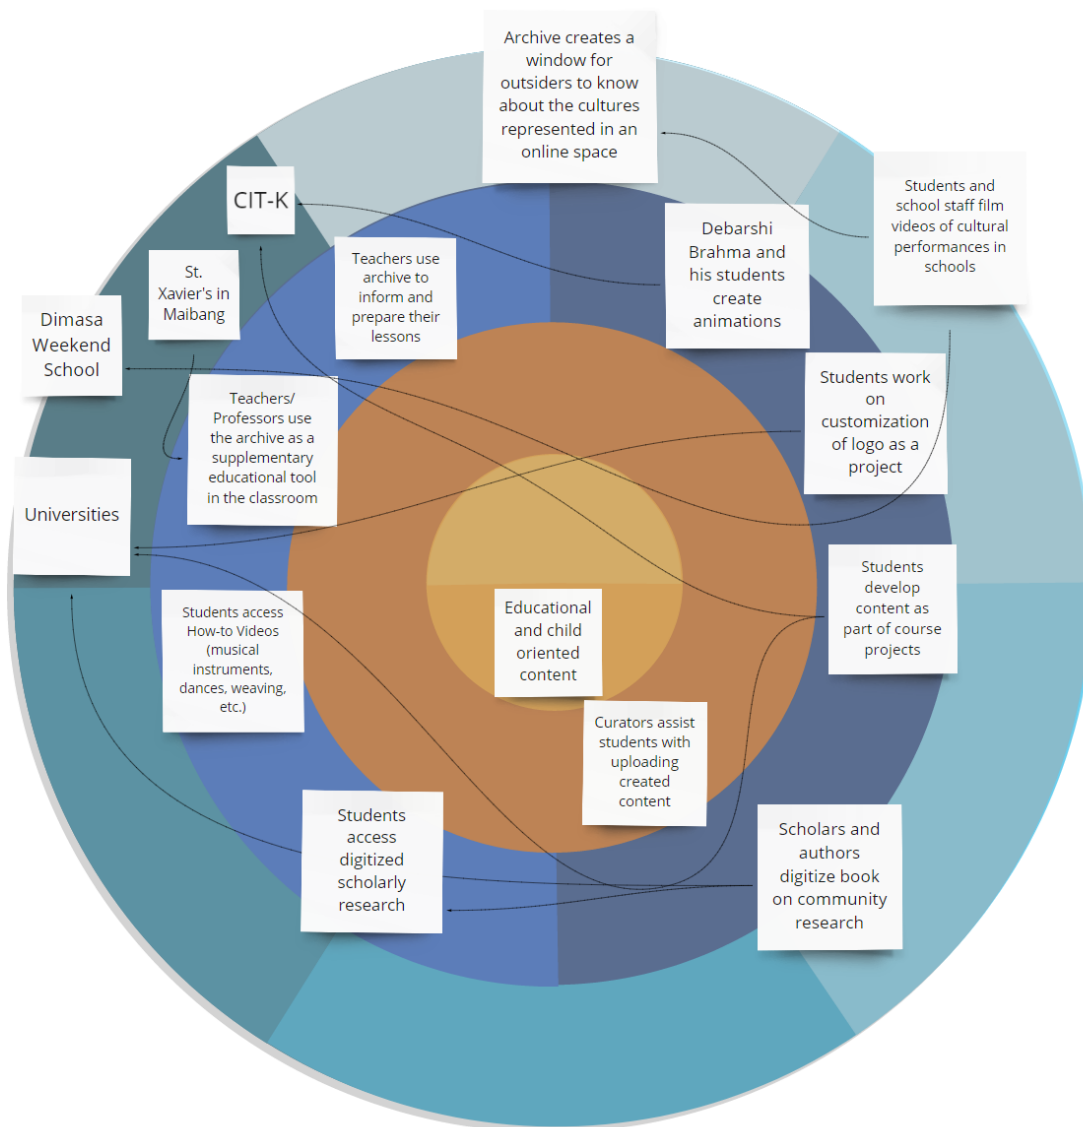 Archive creates a
window for
outsiders to know
about the cultures
represented in an
online space
CIT-K
Students and
school staff film
videos of cultural
performances in
schools
Debarshi
Brahma and
his students
create
animations
Teachers use
archive to
inform and
prepare their
lessons
St.
Xavier's in
Maibang
Dimasa
Weekend
School
Students work
on
customization
of logo as a
project
Teachers/
Professors use
the archive as a
supplementary
educational tool
in the classroom
Universities
Students
develop
content as
part of course
projects
Students access
How-to Videos
(musical
instruments,
dances, weaving,
etc.)
Educational
and child
oriented
content
Curators assist
students with
uploading
created
content
Students
access
digitized
scholarly
research
Scholars and
authors
digitize book
on community
research